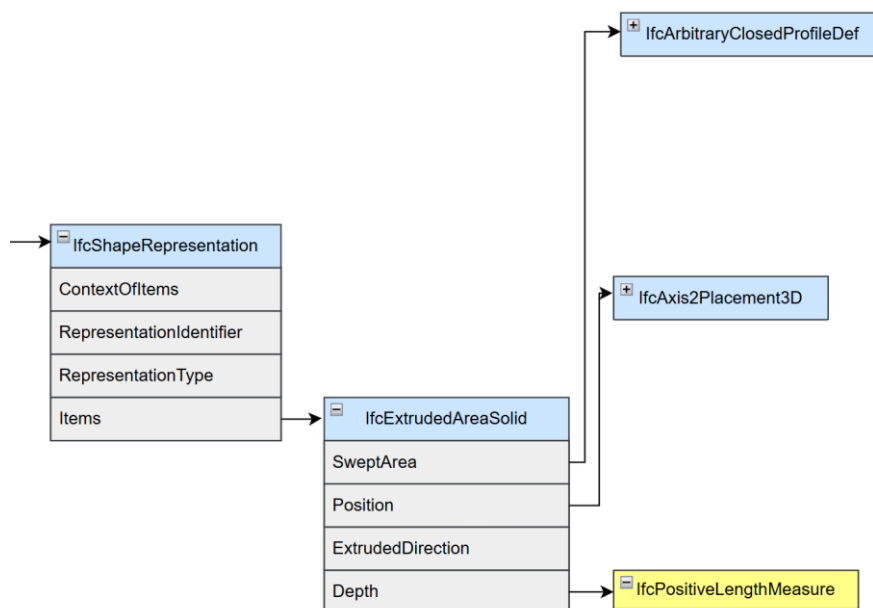 IfcArbitraryClosedProfileDef
IfcShapeRepresentation
ContextOfItems
IfcAxis2Placement3D
RepresentationIdentifier
RepresentationType
Items
IfcExtrudedAreaSolid
SweptArea
Position
ExtrudedDirection
Depth
IfcPositiveLengthMeasure